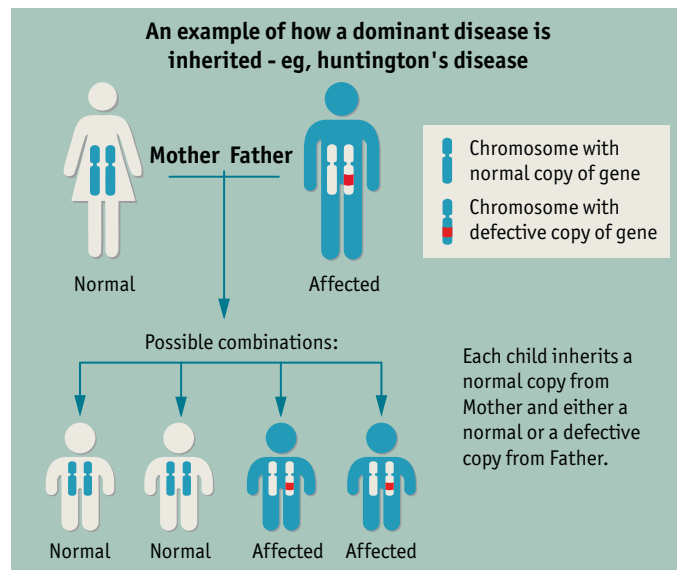 An example of how a dominant disease is
inherited - eg, huntington's disease
Mother Father
Chromosome with
normal copy of gene
Chromosome with
defective copy of gene
Normal
Affected
Possible combinations:
Each child inherits a
normal copy from
Mother and either a
normal or a defective
copy from Father.
Normal
Normal
Affected
Affected